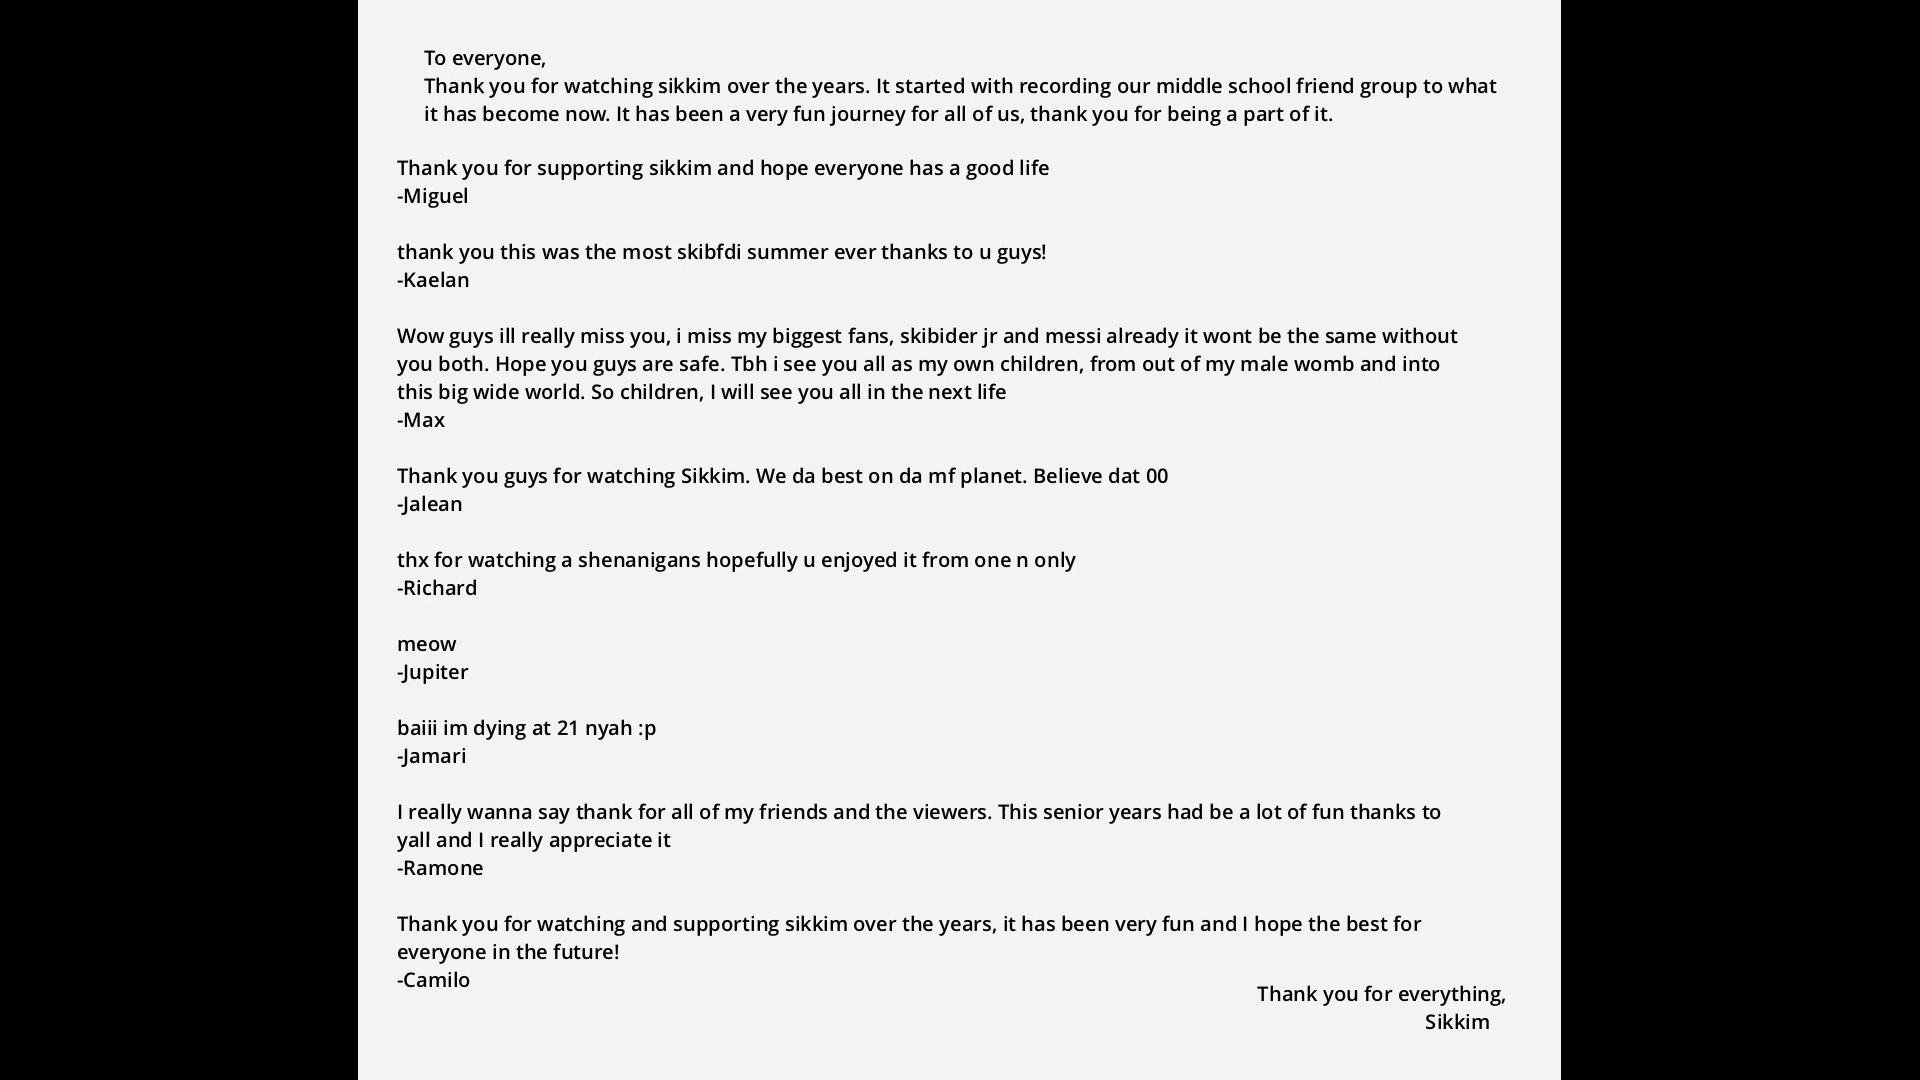 To everyone,
Thank you for watching sikkim over the years. It started with recording our middle school friend group to what
it has become now. It has been a very fun journey for all of us, thank you for being a part of it.
Thank you for supporting sikkim and hope everyone has a good life
-Miguel
thank you this was the most skibfdi summer ever thanks to u guys!
-Kaelan
Wow guys ill really miss you, i miss my biggest fans, skibider jr and messi already it wont be the same without
you both. Hope you guys are safe. Tbh i see you all as my own children, from out of my male womb and into
this big wide world. So children, I will see you all in the next life
-Max
Thank you guys for watching Sikkim. We da best on da mf planet. Believe dat 00
-Jalean
thx for watching a shenanigans hopefully u enjoyed it from one n only
-Richard
meow
-Jupiter
baiii im dying at 21 nyah :p
-Jamari
I really wanna say thank for all of my friends and the viewers. This senior years had be a lot of fun thanks to
yall and I really appreciate it
-Ramone
Thank you for watching and supporting sikkim over the years, it has been very fun and I hope the best for
everyone in the future!
-Camilo
Thank you for everything,
Sikkim